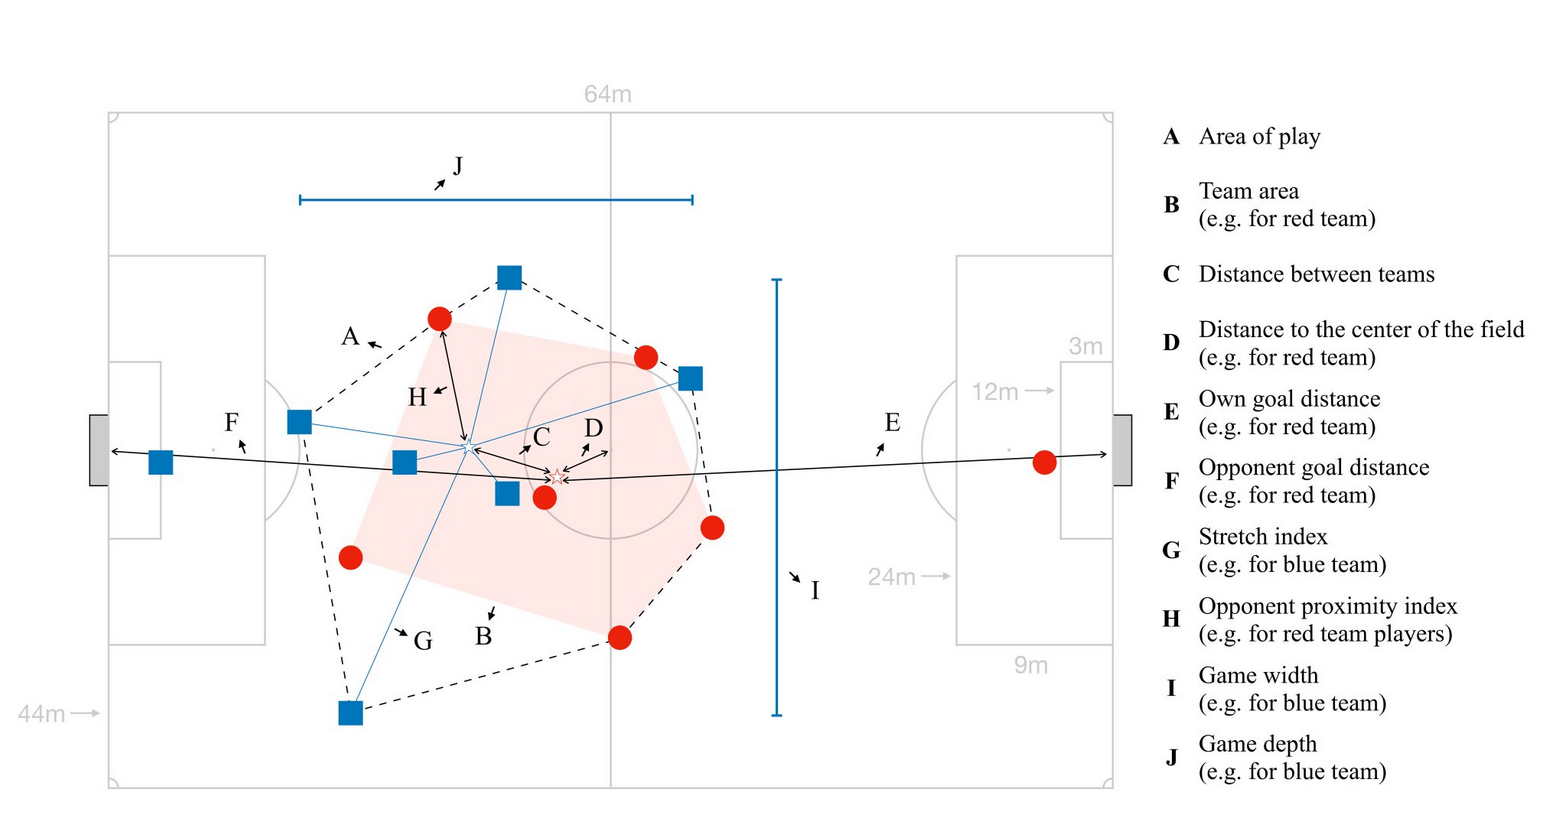 64m
J
A
H
C
D
F
E
3m
12m
I
24m
G
B
9m
44m
A Area of play
B Team area
(e.g. for red team)
C Distance between teams
D Distance to the center of the field
(e.g. for red team)
E Own goal distance
(e.g. for red team)
F Opponent goal distance
(e.g. for red team)
G Stretch index
(e.g. for blue team)
H Opponent proximity index
(e.g. for red team players)
I Game width
(e.g. for blue team)
J Game depth
(e.g. for blue team)